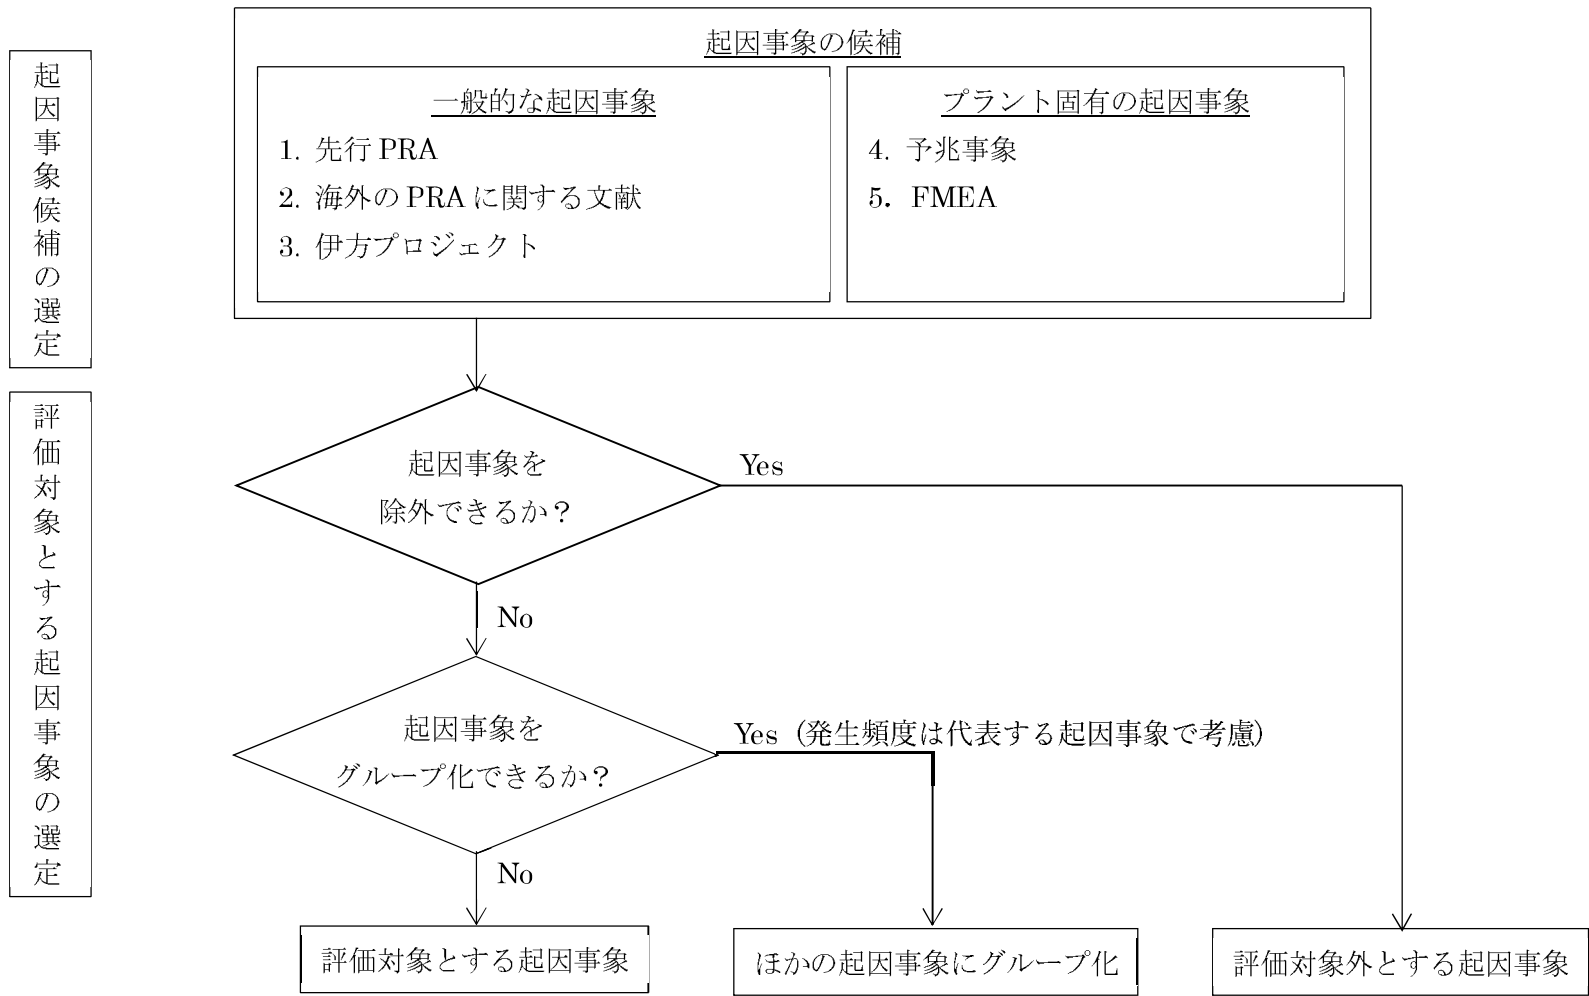 起因事象候補の選定
起因事象の候補
一般的な起因事象
1. 先行 PRA
2. 海外の PRA に関する文献
3. 伊方プロジェクト
プラント固有の起因事象
4. 予兆事象
5. FMEA
評価対象とする起因事象の選定
起因事象を
除外できるか？
Yes
No
起因事象を
グループ化できるか？
Yes（発生頻度は代表する起因事象で考慮）
No
評価対象とする起因事象
ほかの起因事象にグループ化
評価対象外とする起因事象